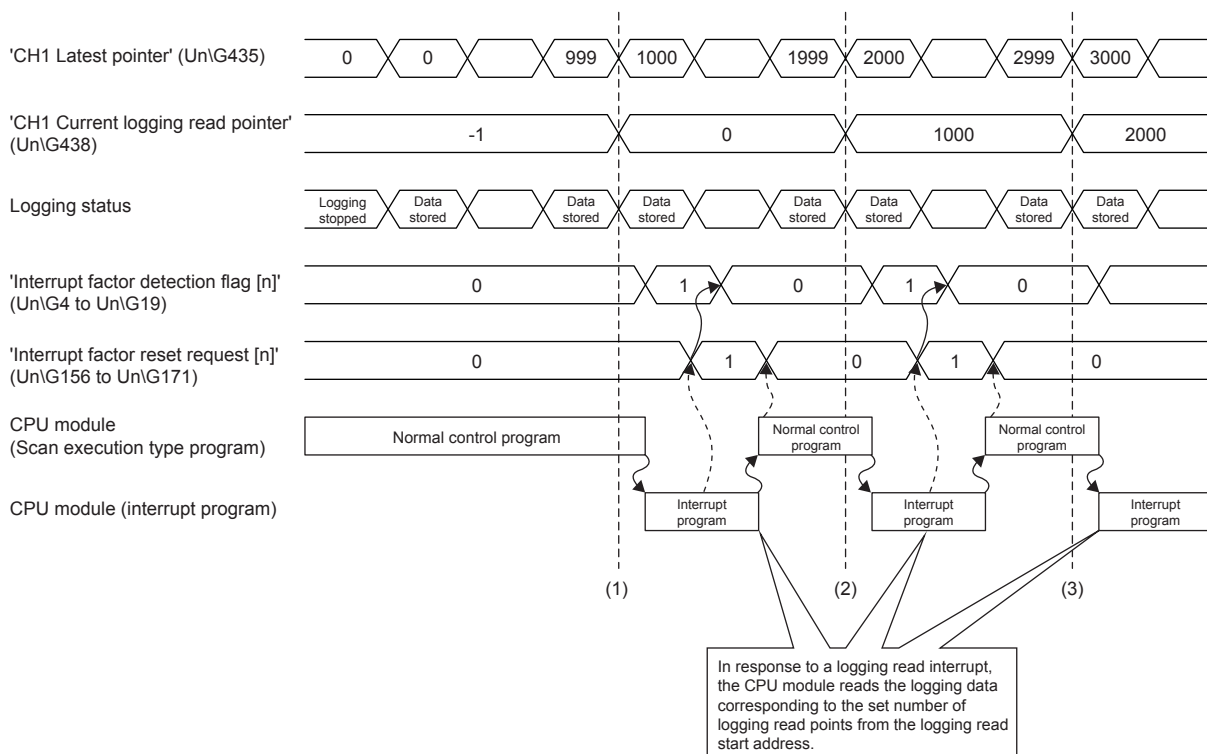 'CH1 Latest pointer' (Un\G435)
0 0 999 1000 1999 2000 2999 3000
'CH1 Current logging read pointer'
(Un\G438)
-1 0 1000 2000
Logging status
Logging stopped Data stored Data stored Data stored Data stored Data stored Data stored Data stored
'Interrupt factor detection flag [n]'
(Un\G4 to Un\G19)
0 1 0 1 0
'Interrupt factor reset request [n]'
(Un\G156 to Un\G171)
0 1 0 1 0
CPU module
(Scan execution type program)
Normal control program
Normal control
program
Normal control
program
CPU module (interrupt program)
Interrupt
program
Interrupt
program
Interrupt
program
(1) (2) (3)
In response to a logging read interrupt,
the CPU module reads the logging data
corresponding to the set number of
logging read points from the logging read
start address.